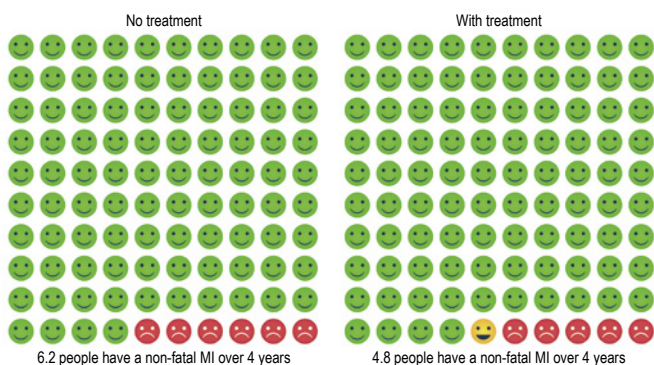 No treatment
With treatment
6.2 people have a non-fatal MI over 4 years
4.8 people have a non-fatal MI over 4 years